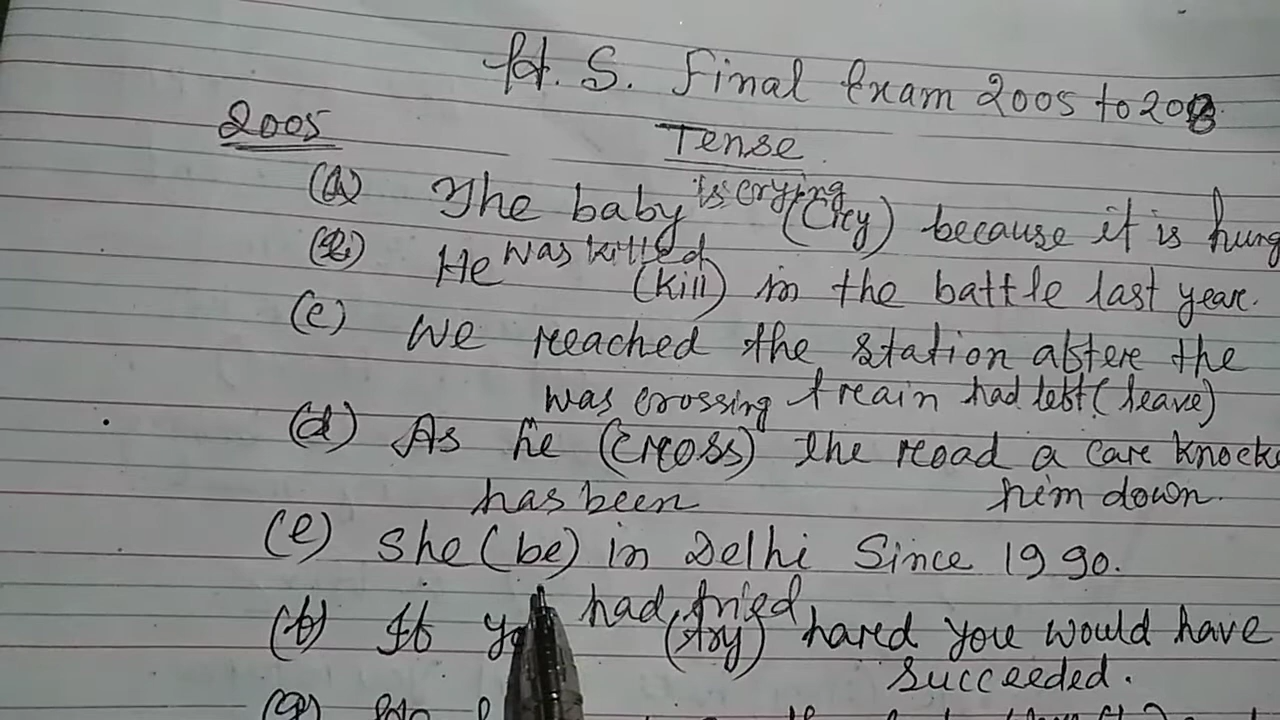 H. S. Final Exam 2005 to 2018
2005
Tense
is crying
(a) The baby (cry) because it is hung
was killed
(b) He (kill) in the battle last year.
(c) We reached the station after the
train had left (leave)
was crossing
(d) As he (cross) the road a car knock
him down.
has been
(e) She (be) in Delhi Since 1990.
had tried
(f) If (try) hard you would have
succeeded.
(g)